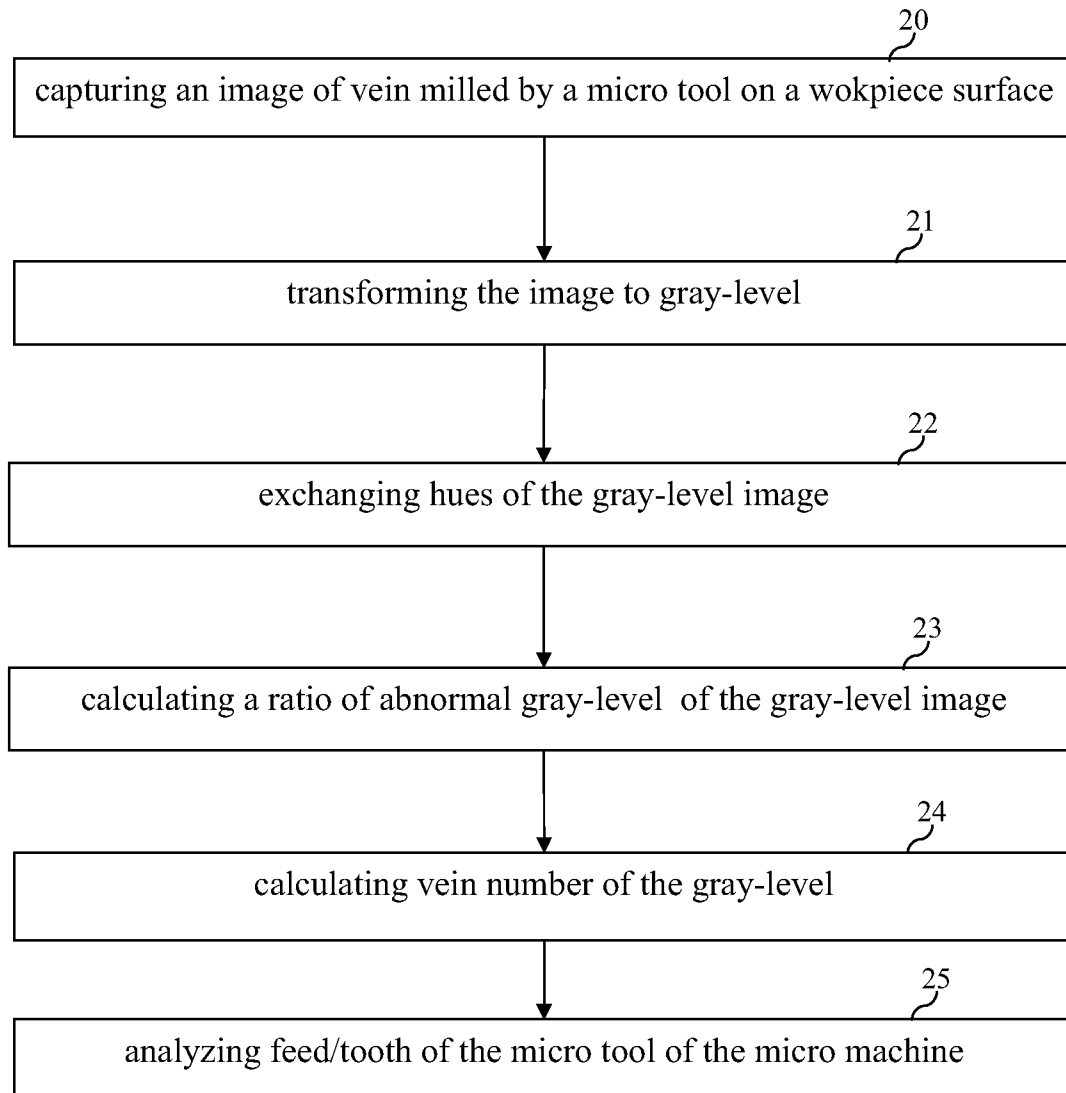 20
capturing an image of vein milled by a micro tool on a wokpiece surface
21
transforming the image to gray-level
22
exchanging hues of the gray-level image
23
calculating a ratio of abnormal gray-level of the gray-level image
24
calculating vein number of the gray-level
25
analyzing feed/tooth of the micro tool of the micro machine